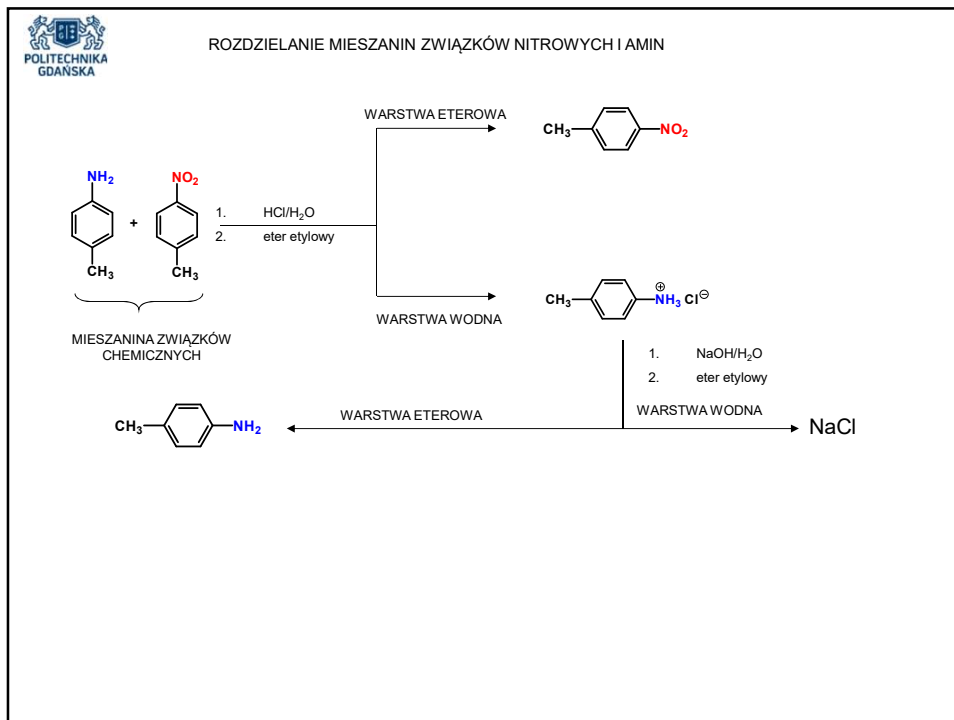 POLITECHNIKA
GDAŃSKA
ROZDZIELANIE MIESZANIN ZWIĄZKÓW NITROWYCH I AMIN
WARSTWA ETEROWA
CH₃
NO₂
NH₂
NO₂
+
CH₃
CH₃
1. HCl/H₂O
2. eter etylowy
MIESZANINA ZWIĄZKÓW
CHEMICZNYCH
WARSTWA WODNA
CH₃
⊕
NH₃ Cl⊖
1. NaOH/H₂O
2. eter etylowy
CH₃
NH₂
WARSTWA ETEROWA
WARSTWA WODNA
NaCl